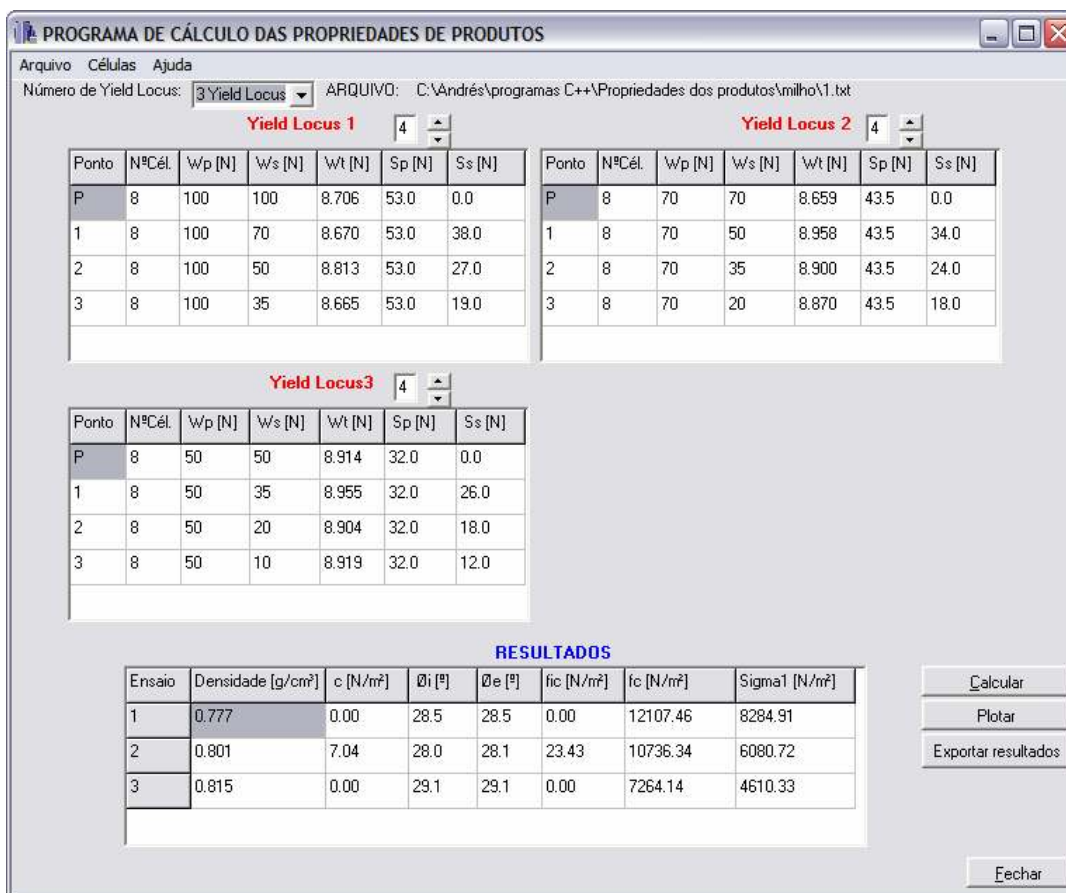 PROGRAMA DE CÁLCULO DAS PROPRIEDADES DE PRODUTOS
Arquivo Células Ajuda
Número de Yield Locus: 3 Yield Locus ARQUIVO: C:\Andrés\programas C++\Propriedades dos produtos\milho\1.txt
Yield Locus 1 4
Ponto NºCél. Wp [N] Ws [N] Wt [N] Sp [N] Ss [N]
P 8 100 100 8.706 53.0 0.0
1 8 100 70 8.670 53.0 38.0
2 8 100 50 8.813 53.0 27.0
3 8 100 35 8.665 53.0 19.0
Yield Locus 2 4
Ponto NºCél. Wp [N] Ws [N] Wt [N] Sp [N] Ss [N]
P 8 70 70 8.659 43.5 0.0
1 8 70 50 8.958 43.5 34.0
2 8 70 35 8.900 43.5 24.0
3 8 70 20 8.870 43.5 18.0
Yield Locus3 4
Ponto NºCél. Wp [N] Ws [N] Wt [N] Sp [N] Ss [N]
P 8 50 50 8.914 32.0 0.0
1 8 50 35 8.955 32.0 26.0
2 8 50 20 8.904 32.0 18.0
3 8 50 10 8.919 32.0 12.0
RESULTADOS
Ensaio Densidade [g/cm³] c [N/m²] Øi [º] Øe [º] fic [N/m²] fc [N/m²] Sigma1 [N/m²]
1 0.777 0.00 28.5 28.5 0.00 12107.46 8284.91
2 0.801 7.04 28.0 28.1 23.43 10736.34 6080.72
3 0.815 0.00 29.1 29.1 0.00 7264.14 4610.33
Calcular
Plotar
Exportar resultados
Fechar